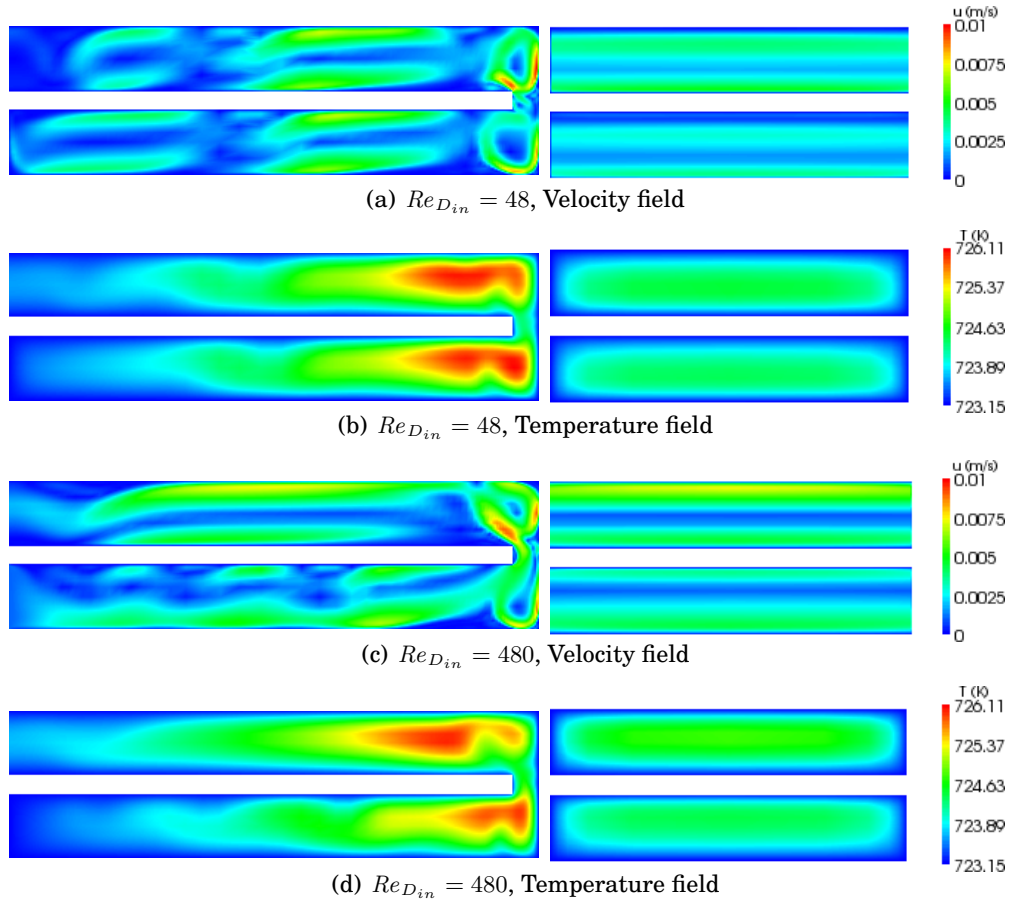 u (m/s)
0.01
0.0075
0.005
0.0025
0
(a) Re_{D_{in}} = 48, Velocity field
T (K)
726.11
725.37
724.63
723.89
723.15
(b) Re_{D_{in}} = 48, Temperature field
u (m/s)
0.01
0.0075
0.005
0.0025
0
(c) Re_{D_{in}} = 480, Velocity field
T (K)
726.11
725.37
724.63
723.89
723.15
(d) Re_{D_{in}} = 480, Temperature field